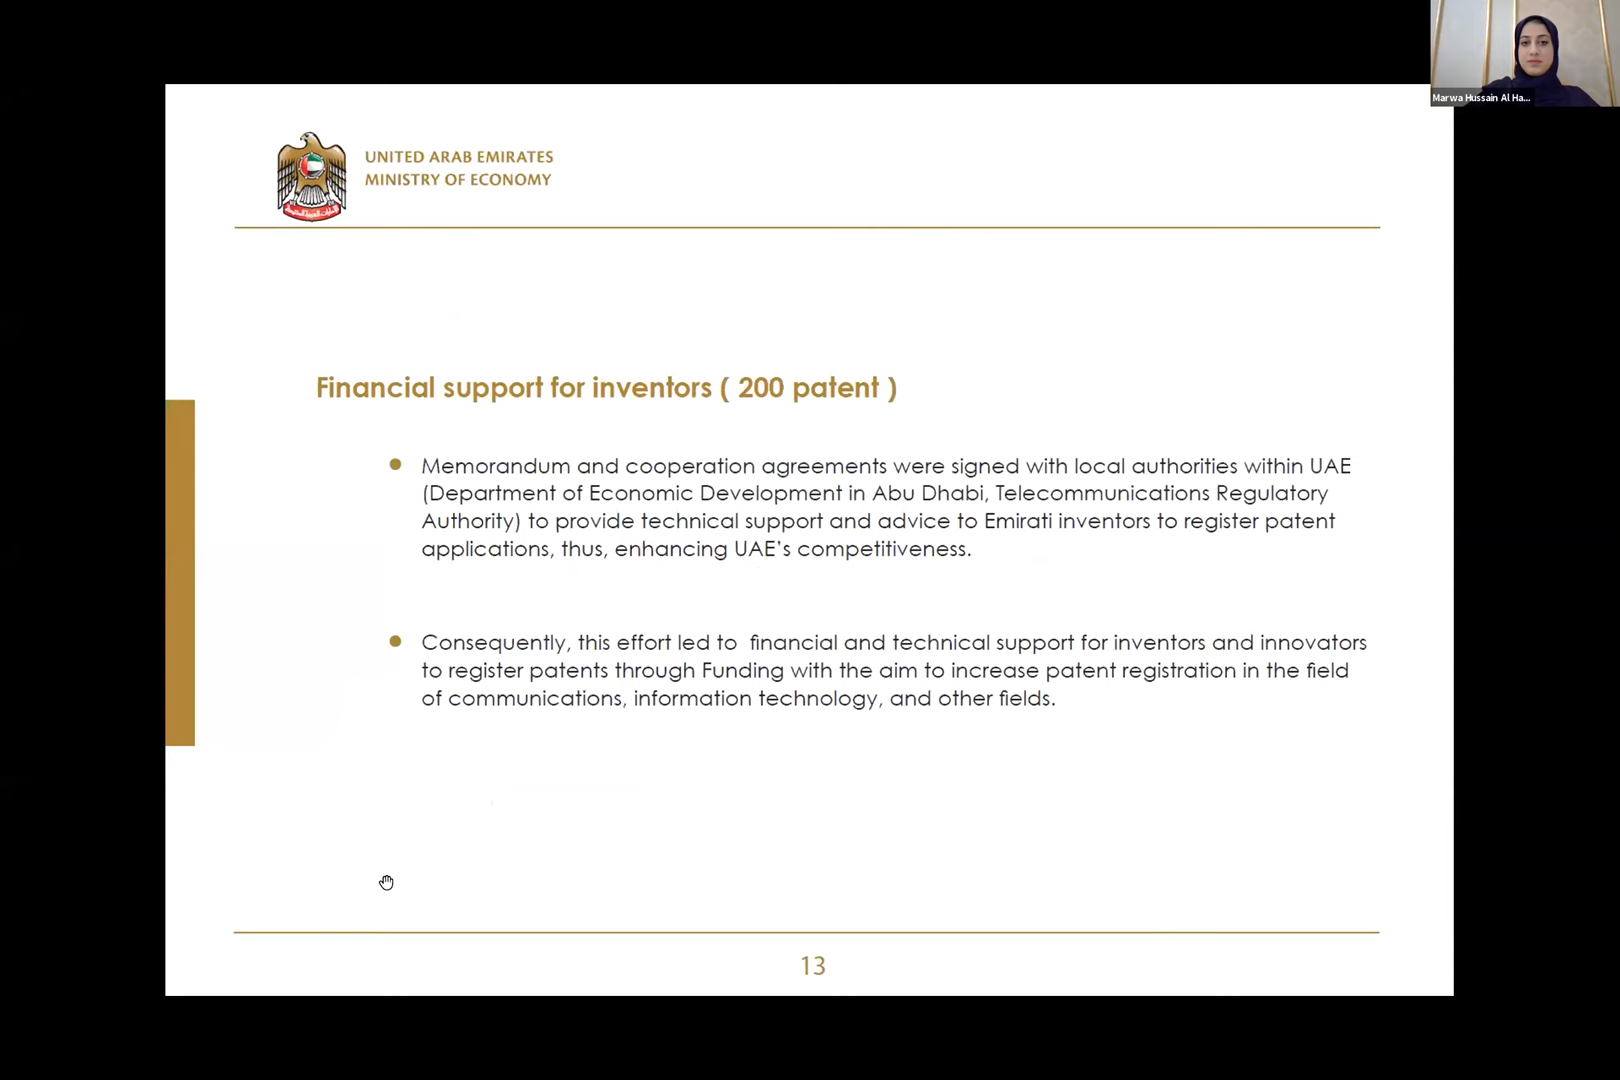 Marwa Hussain Al Ha...
UNITED ARAB EMIRATES
MINISTRY OF ECONOMY
Financial support for inventors ( 200 patent )
Memorandum and cooperation agreements were signed with local authorities within UAE
(Department of Economic Development in Abu Dhabi, Telecommunications Regulatory
Authority) to provide technical support and advice to Emirati inventors to register patent
applications, thus, enhancing UAE’s competitiveness.
Consequently, this effort led to  financial and technical support for inventors and innovators
to register patents through Funding with the aim to increase patent registration in the field
of communications, information technology, and other fields.
13